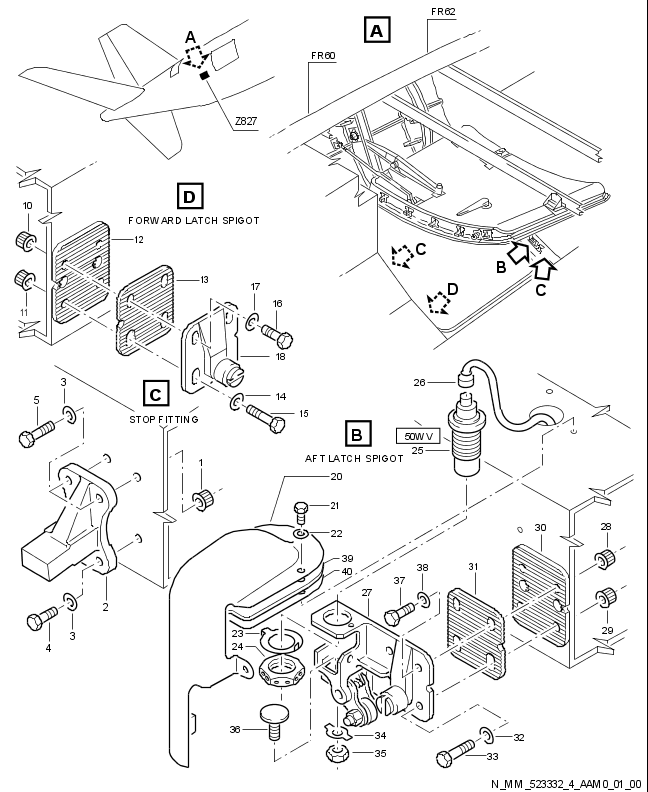 FR62
A
A
FR60
Z827
D
FORWARD LATCH SPIGOT
10
12
13
11
17
16
18
14
15
C
B
C
D
26
50WV
25
C
STOP FITTING
5
3
1
2
3
4
B
AFT LATCH SPIGOT
20
21
22
39
40
27
37
38
31
30
28
29
23
24
36
34
35
32
33
N_MM_523332_4_AAM0_01_00